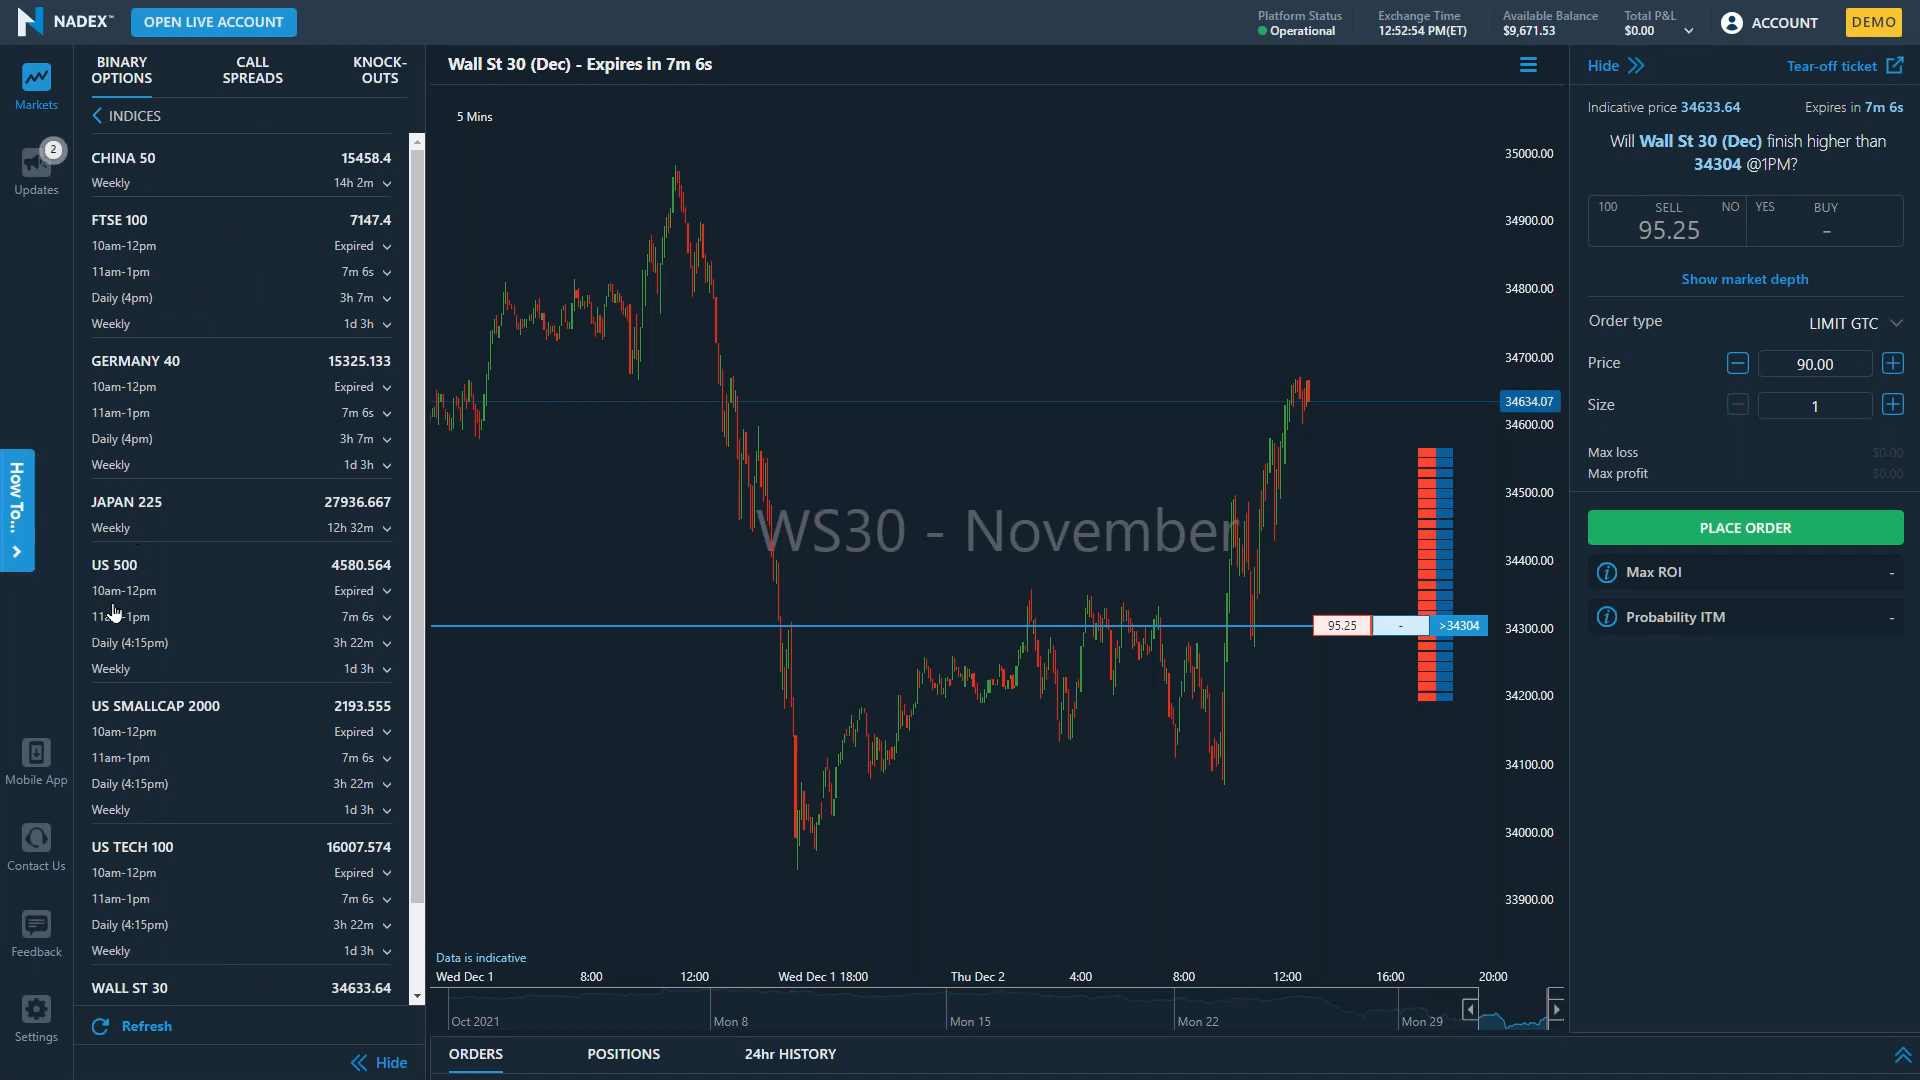 NADEX™
OPEN LIVE ACCOUNT
Platform Status
Operational
Exchange Time
12:52:54 PM(ET)
Available Balance
$9,671.53
Total P&L
$0.00
ACCOUNT
DEMO
Markets
2
Updates
How To...
Mobile App
Contact Us
Feedback
Settings
BINARY OPTIONS
CALL SPREADS
KNOCK-OUTS
INDICES
CHINA 50 15458.4
Weekly 14h 2m
FTSE 100 7147.4
10am-12pm Expired
11am-1pm 7m 6s
Daily (4pm) 3h 7m
Weekly 1d 3h
GERMANY 40 15325.133
10am-12pm Expired
11am-1pm 7m 6s
Daily (4pm) 3h 7m
Weekly 1d 3h
JAPAN 225 27936.667
Weekly 12h 32m
US 500 4580.564
10am-12pm Expired
11am-1pm 7m 6s
Daily (4:15pm) 3h 22m
Weekly 1d 3h
US SMALLCAP 2000 2193.555
10am-12pm Expired
11am-1pm 7m 6s
Daily (4:15pm) 3h 22m
Weekly 1d 3h
US TECH 100 16007.574
10am-12pm Expired
11am-1pm 7m 6s
Daily (4:15pm) 3h 22m
Weekly 1d 3h
WALL ST 30 34633.64
Refresh
Hide
Wall St 30 (Dec) - Expires in 7m 6s
5 Mins
WS30 - November
35000.00
34900.00
34800.00
34700.00
34634.07
34600.00
34500.00
34400.00
34300.00
34200.00
34100.00
34000.00
33900.00
95.25 - >34304
Data is indicative
Wed Dec 1 8:00 12:00 Wed Dec 1 18:00 Thu Dec 2 4:00 8:00 12:00 16:00 20:00
Oct 2021 Mon 8 Mon 15 Mon 22 Mon 29
ORDERS POSITIONS 24hr HISTORY
Hide
Tear-off ticket
Indicative price 34633.64 Expires in 7m 6s
Will Wall St 30 (Dec) finish higher than
34304 @1PM?
100 SELL NO YES BUY
95.25 -
Show market depth
Order type LIMIT GTC
Price 90.00
Size 1
Max loss $0.00
Max profit $0.00
PLACE ORDER
Max ROI -
Probability ITM -